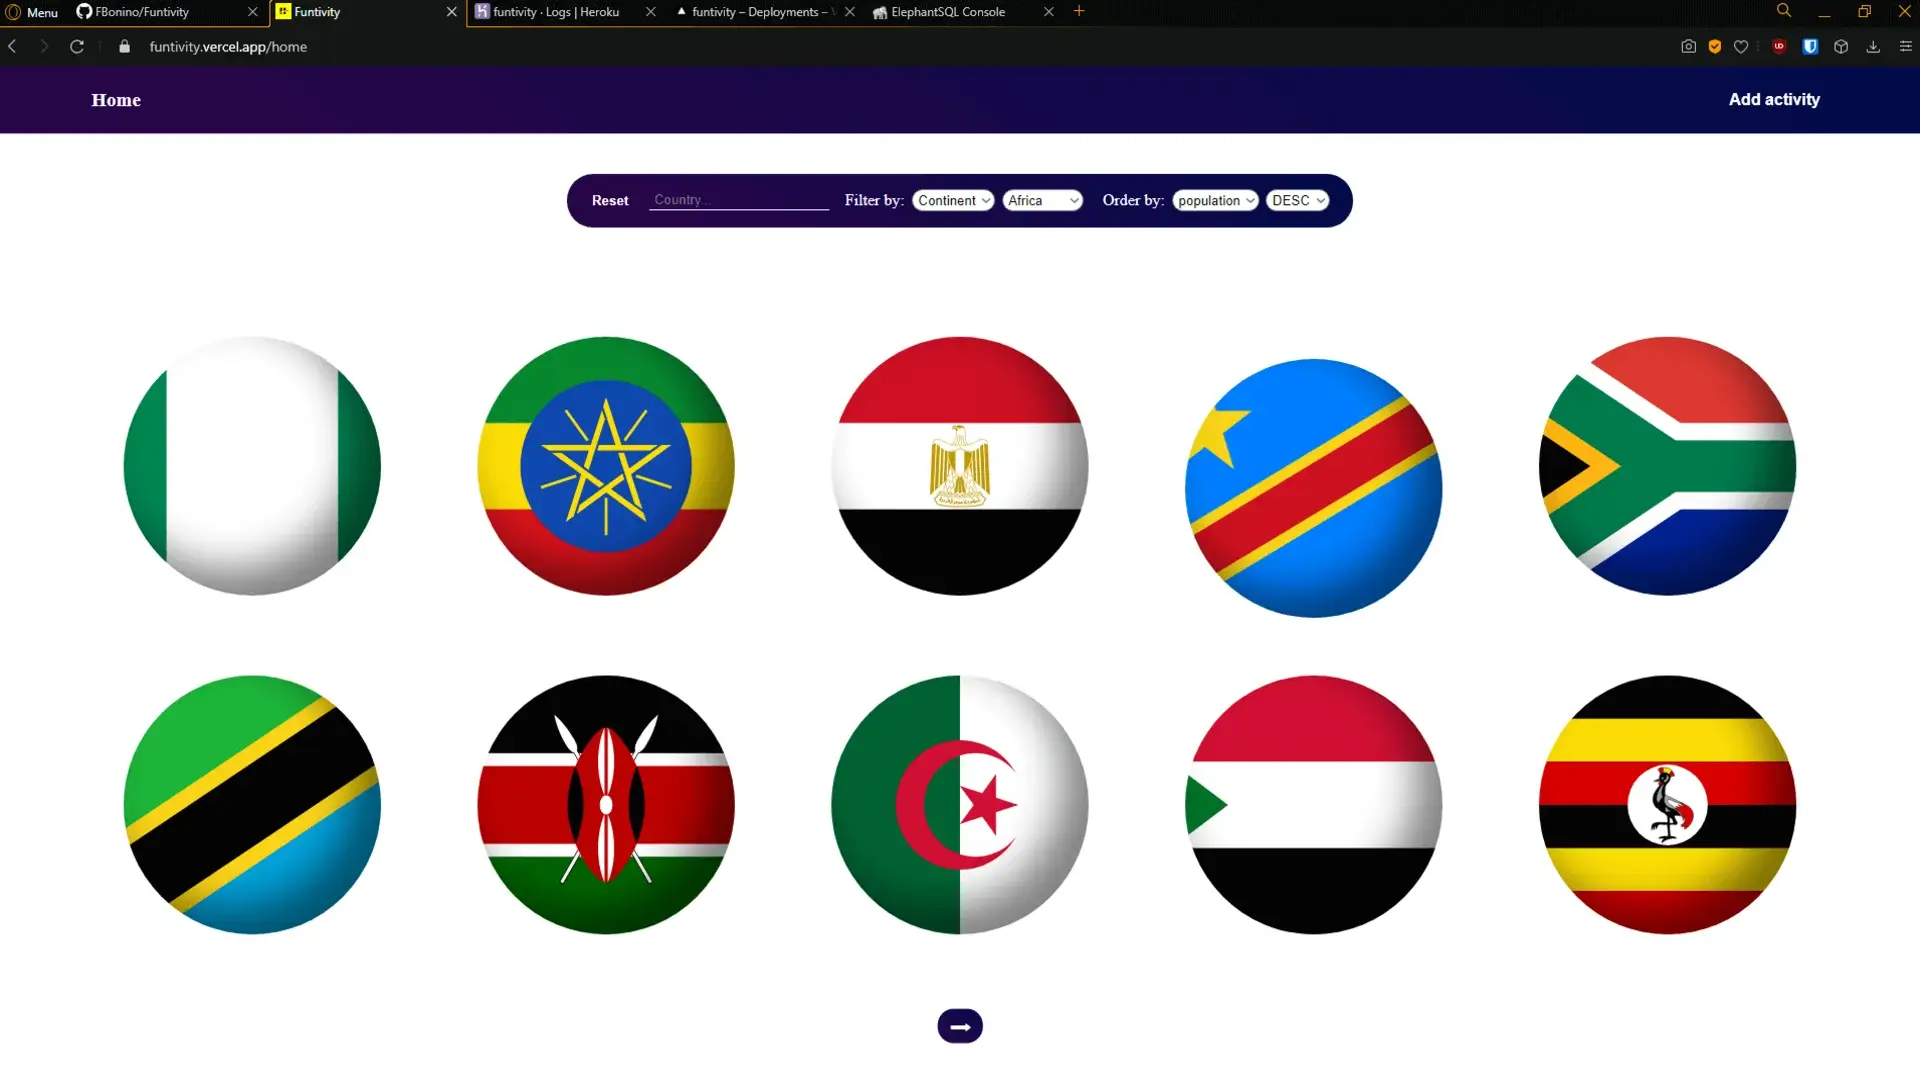 Menu FBonino/Funtivity Funtivity funtivity · Logs | Heroku funtivity – Deployments – ElephantSQL Console
funtivity.vercel.app/home
Home Add activity
Reset Country... Filter by: Continent Africa Order by: population DESC